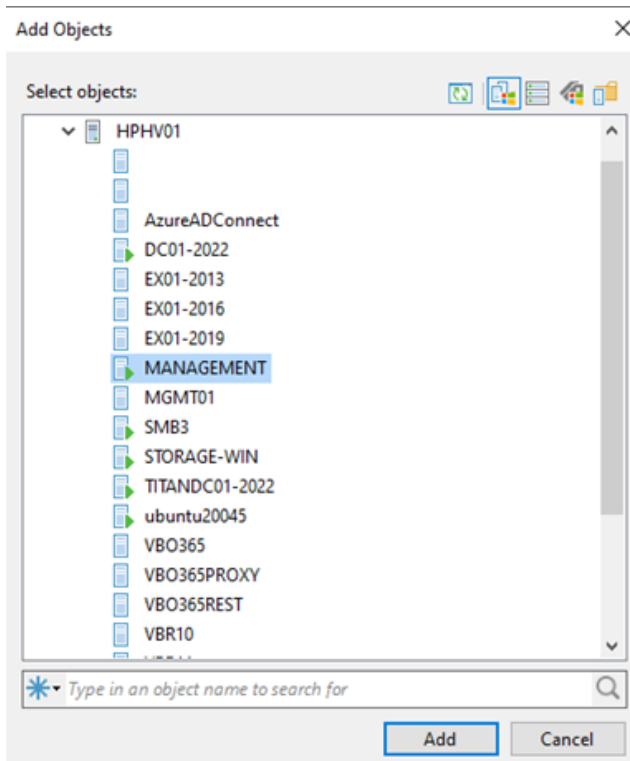 Add Objects
Select objects:
HPHV01
AzureADConnect
DC01-2022
EX01-2013
EX01-2016
EX01-2019
MANAGEMENT
MGMT01
SMB3
STORAGE-WIN
TITANDC01-2022
ubuntu20045
VBO365
VBO365PROXY
VBO365REST
VBR10
Type in an object name to search for
Add Cancel